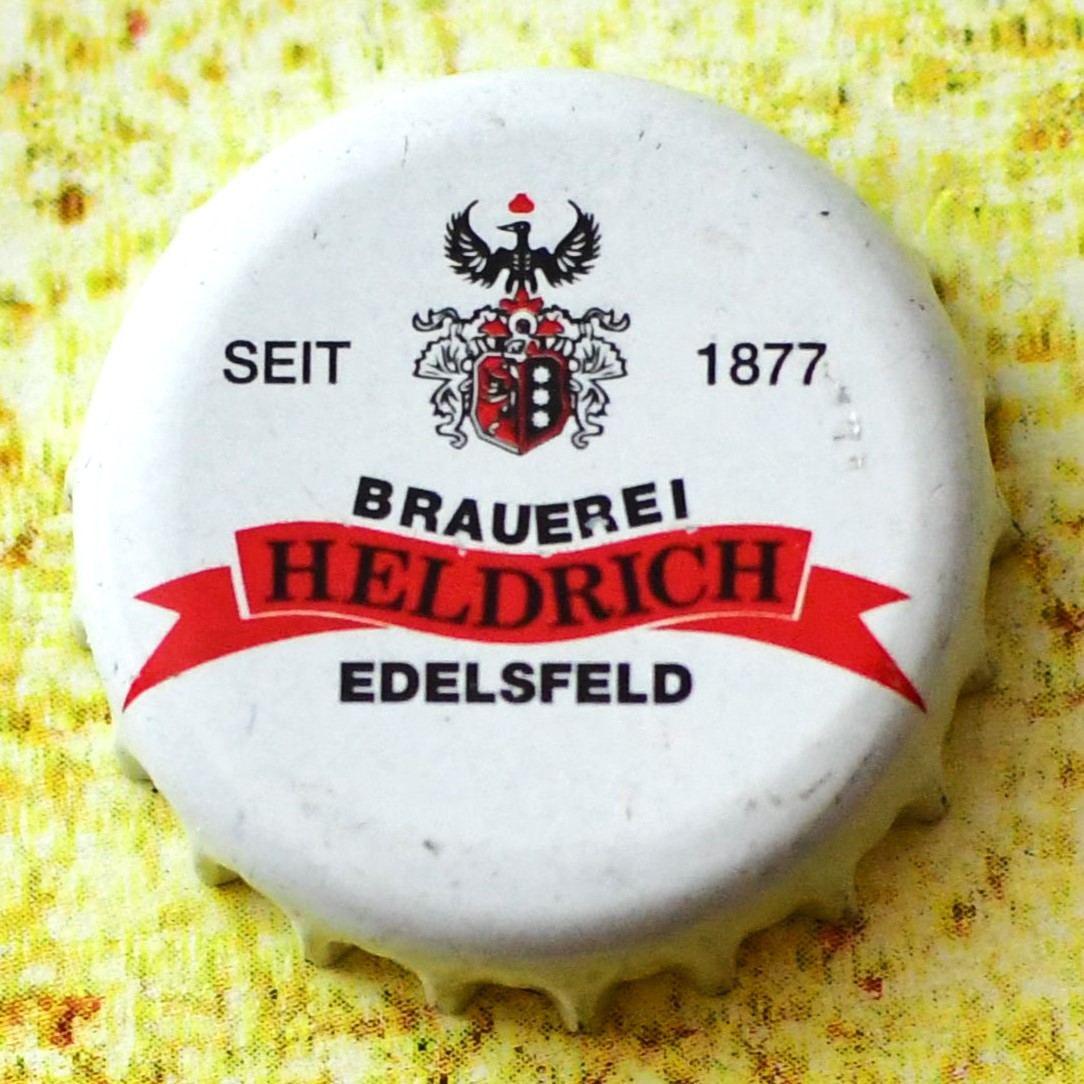 SEIT 1877
BRAUEREI
HELDRICH
EDELSFELD